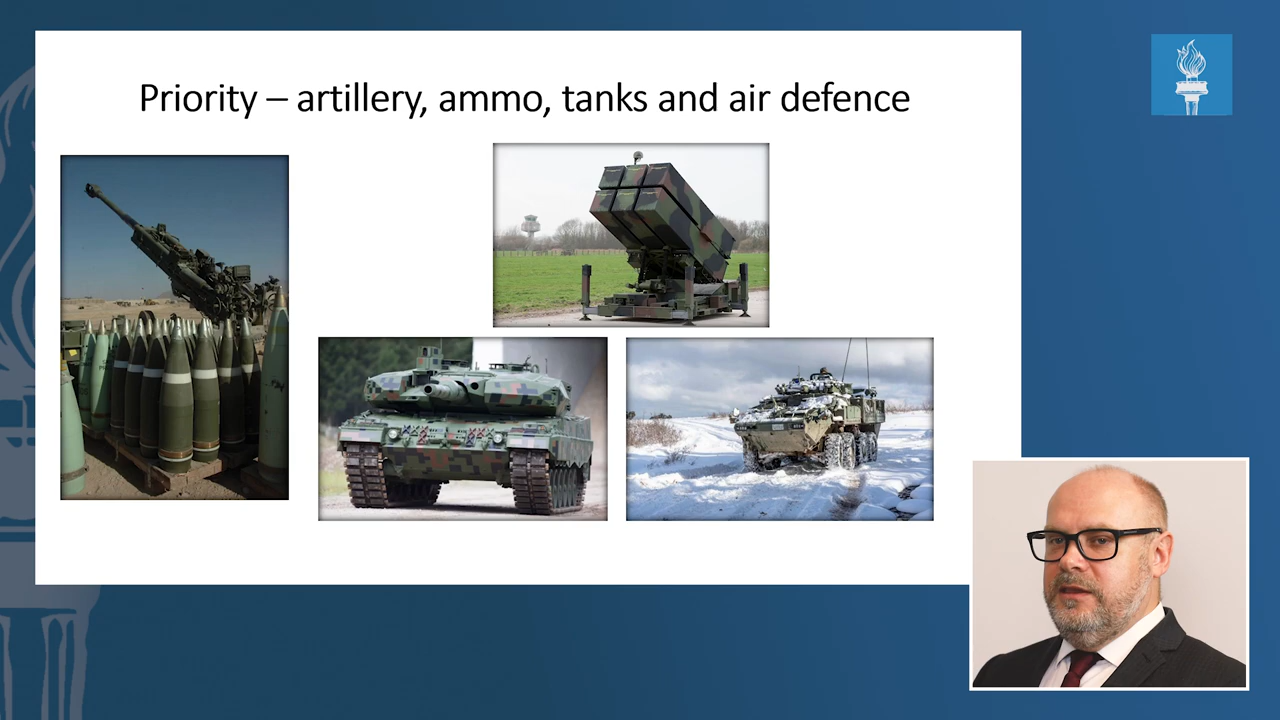 Priority – artillery, ammo, tanks and air defence